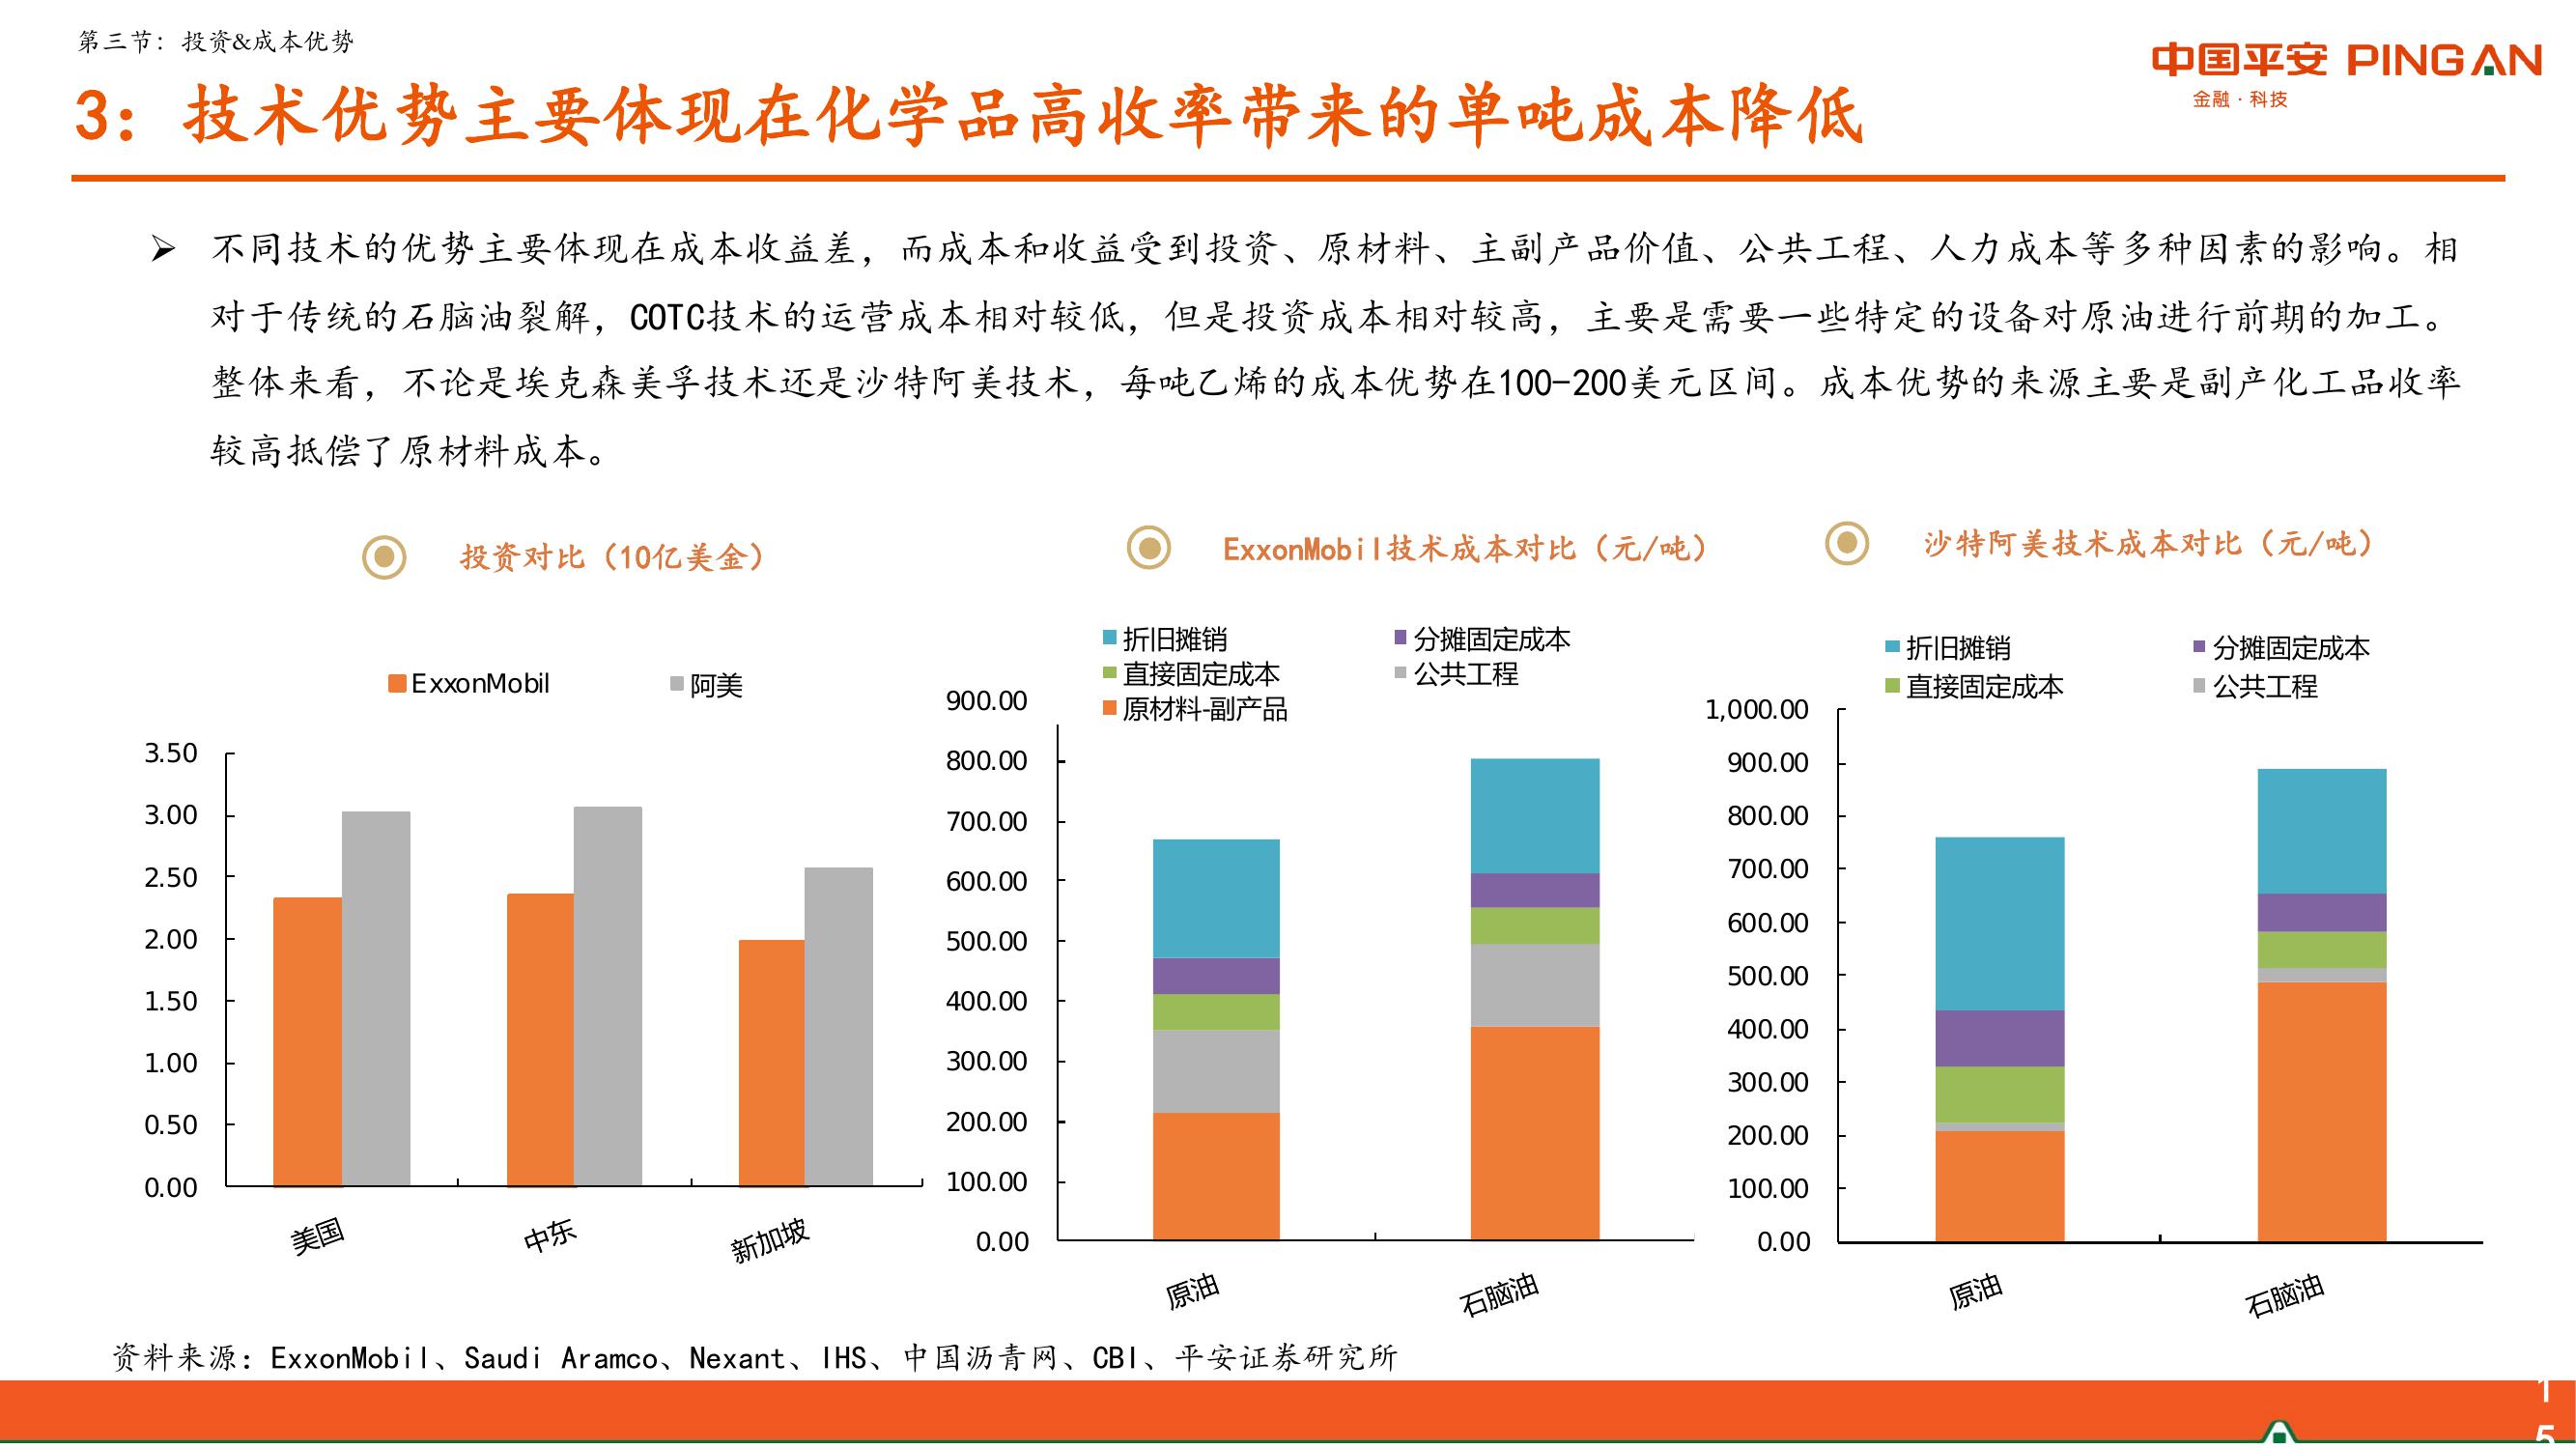 第三节：投资&成本优势
中国平安 PINGAN
金融·科技
3：技术优势主要体现在化学品高收率带来的单吨成本降低
➢ 不同技术的优势主要体现在成本收益差，而成本和收益受到投资、原材料、主副产品价值、公共工程、人力成本等多种因素的影响。相
对于传统的石脑油裂解，COTC技术的运营成本相对较低，但是投资成本相对较高，主要是需要一些特定的设备对原油进行前期的加工。
整体来看，不论是埃克森美孚技术还是沙特阿美技术，每吨乙烯的成本优势在100-200美元区间。成本优势的来源主要是副产化工品收率
较高抵偿了原材料成本。
投资对比（10亿美金）
ExxonMobil 阿美
3.50
3.00
2.50
2.00
1.50
1.00
0.50
0.00
美国 中东 新加坡
ExxonMobil技术成本对比（元/吨）
折旧摊销 分摊固定成本
直接固定成本 公共工程
原材料-副产品
900.00
800.00
700.00
600.00
500.00
400.00
300.00
200.00
100.00
0.00
原油 石脑油
沙特阿美技术成本对比（元/吨）
折旧摊销 分摊固定成本
直接固定成本 公共工程
1,000.00
900.00
800.00
700.00
600.00
500.00
400.00
300.00
200.00
100.00
0.00
原油 石脑油
资料来源：ExxonMobil、Saudi Aramco、Nexant、IHS、中国沥青网、CBI、平安证券研究所
1
5